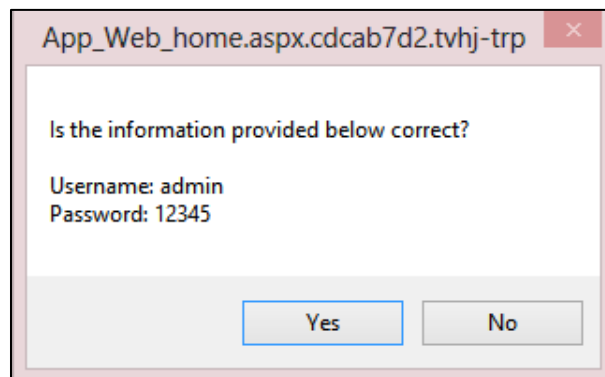 App_Web_home.aspx.cdcab7d2.tvhj-trp
Is the information provided below correct?
Username: admin
Password: 12345
Yes
No